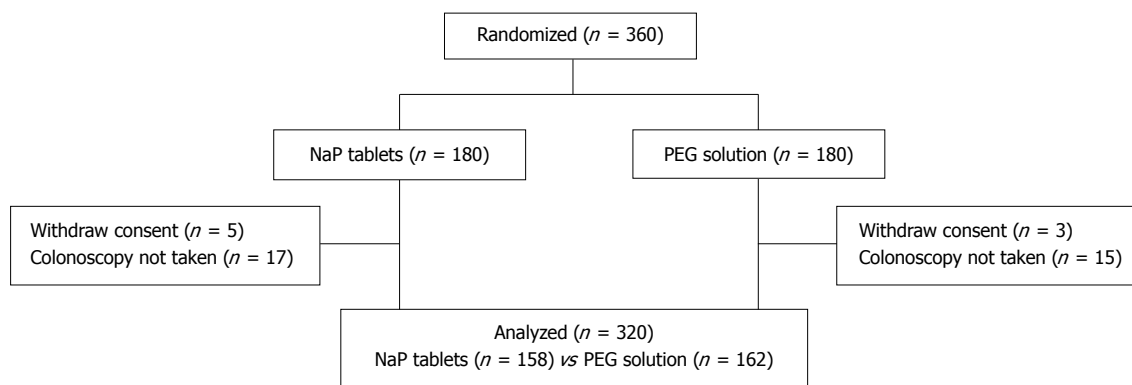 Randomized (n = 360)
NaP tablets (n = 180)
PEG solution (n = 180)
Withdraw consent (n = 5)
Colonoscopy not taken (n = 17)
Withdraw consent (n = 3)
Colonoscopy not taken (n = 15)
Analyzed (n = 320)
NaP tablets (n = 158) vs PEG solution (n = 162)